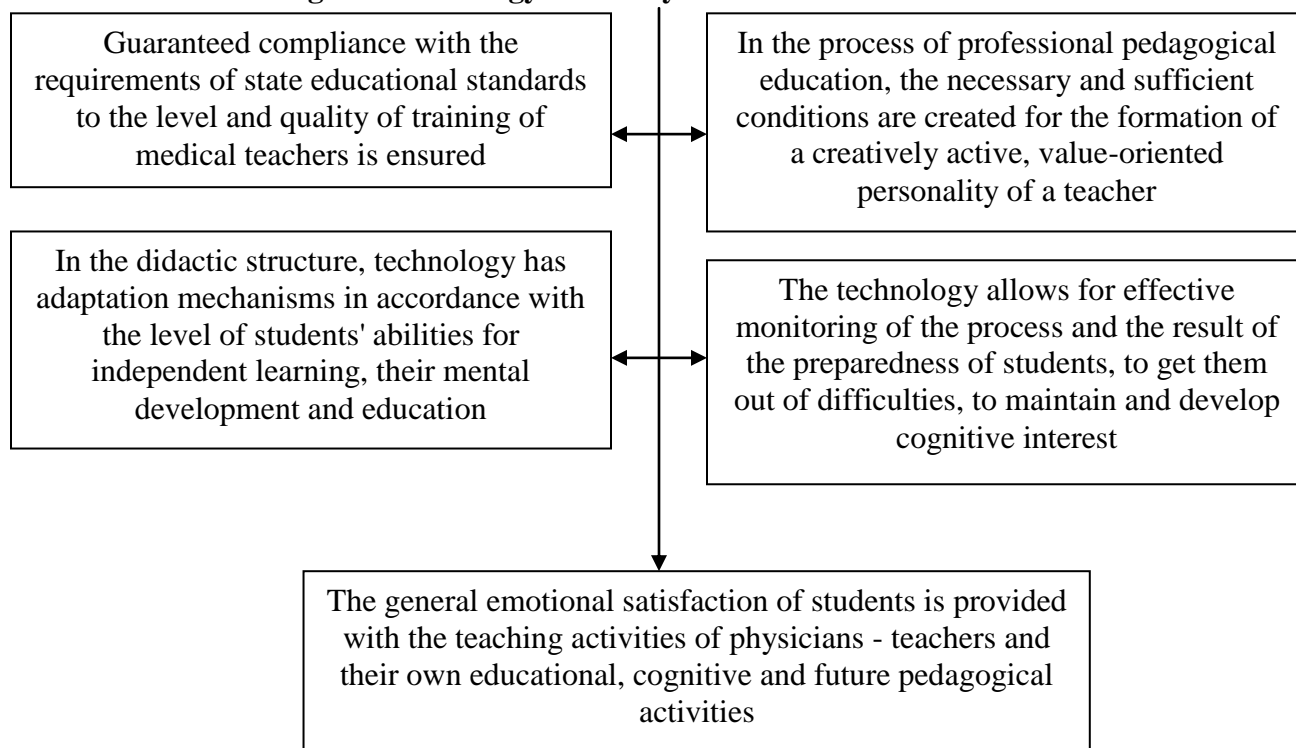 Guaranteed compliance with the
requirements of state educational standards
to the level and quality of training of
medical teachers is ensured
In the process of professional pedagogical
education, the necessary and sufficient
conditions are created for the formation of
a creatively active, value-oriented
personality of a teacher
In the didactic structure, technology has
adaptation mechanisms in accordance with
the level of students' abilities for
independent learning, their mental
development and education
The technology allows for effective
monitoring of the process and the result of
the preparedness of students, to get them
out of difficulties, to maintain and develop
cognitive interest
The general emotional satisfaction of students is provided
with the teaching activities of physicians - teachers and
their own educational, cognitive and future pedagogical
activities